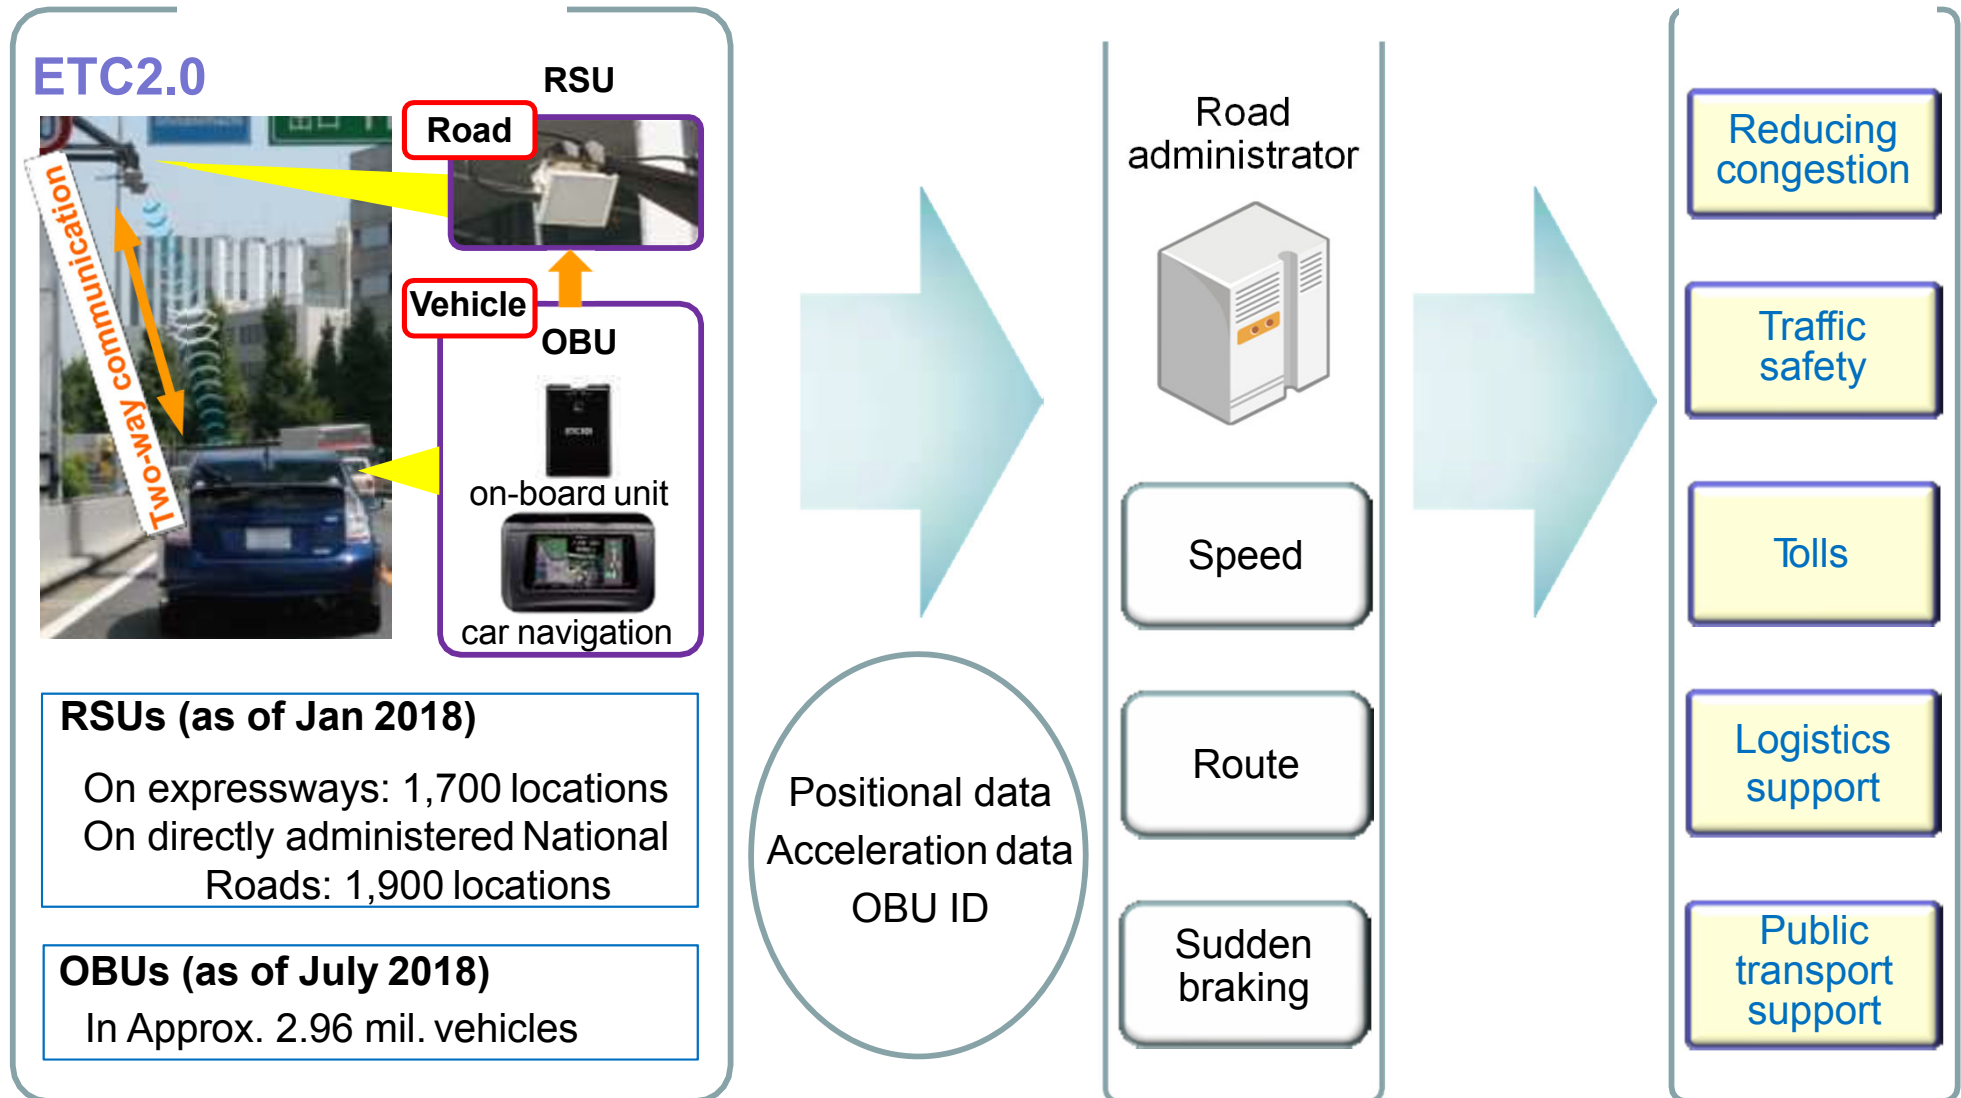 ETC2.0
RSU
Road
Two-way communication
Vehicle
OBU
on-board unit
car navigation
RSUs (as of Jan 2018)
On expressways: 1,700 locations
On directly administered National
Roads: 1,900 locations
OBUs (as of July 2018)
In Approx. 2.96 mil. vehicles
Positional data
Acceleration data
OBU ID
Road
administrator
Speed
Route
Sudden
braking
Reducing
congestion
Traffic
safety
Tolls
Logistics
support
Public
transport
support